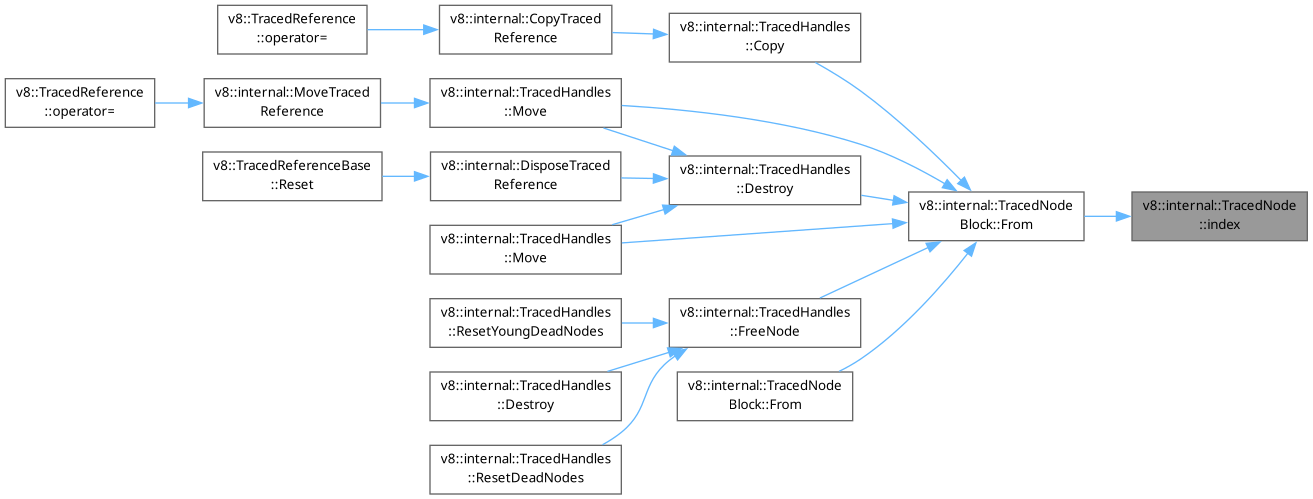 v8::TracedReference
::operator=
v8::internal::CopyTraced
Reference
v8::internal::TracedHandles
::Copy
v8::TracedReference
::operator=
v8::internal::MoveTraced
Reference
v8::internal::TracedHandles
::Move
v8::TracedReferenceBase
::Reset
v8::internal::DisposeTraced
Reference
v8::internal::TracedHandles
::Destroy
v8::internal::TracedNode
Block::From
v8::internal::TracedNode
::index
v8::internal::TracedHandles
::Move
v8::internal::TracedHandles
::ResetYoungDeadNodes
v8::internal::TracedHandles
::FreeNode
v8::internal::TracedHandles
::Destroy
v8::internal::TracedNode
Block::From
v8::internal::TracedHandles
::ResetDeadNodes